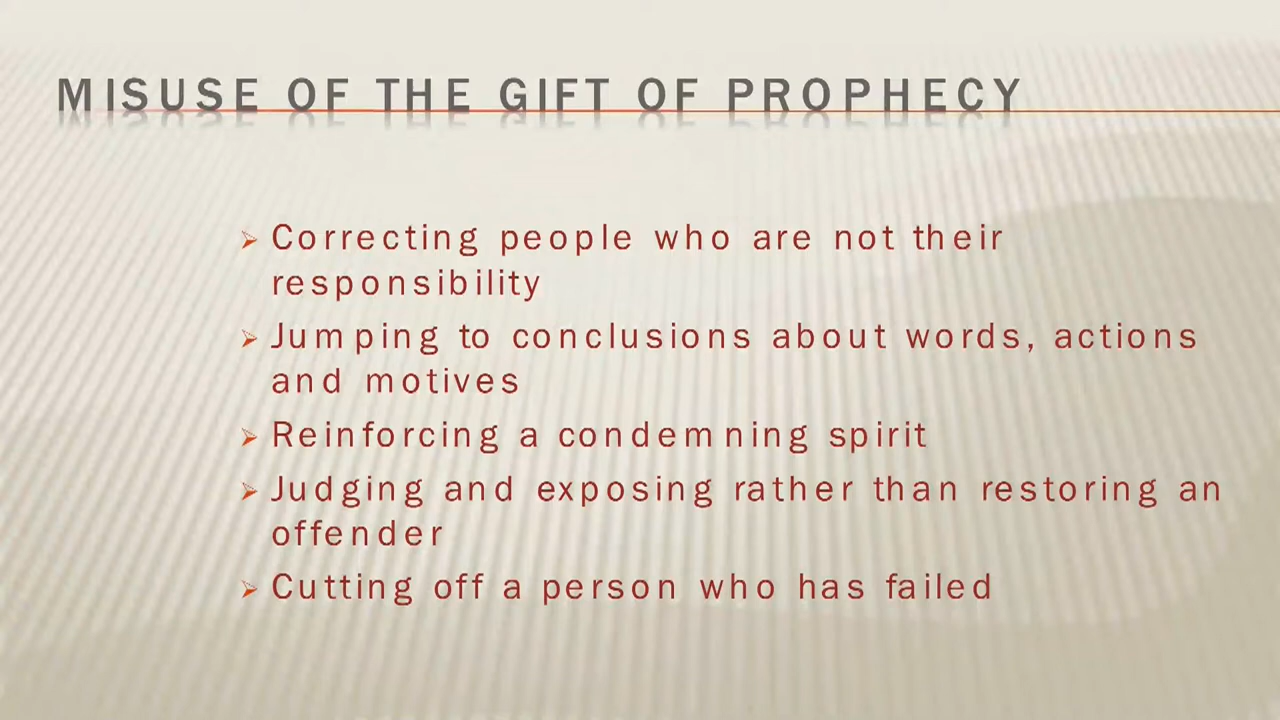 MISUSE OF THE GIFT OF PROPHECY
Correcting people who are not their
responsibility
Jumping to conclusions about words, actions
and motives
Reinforcing a condemning spirit
Judging and exposing rather than restoring an
offender
Cutting off a person who has failed